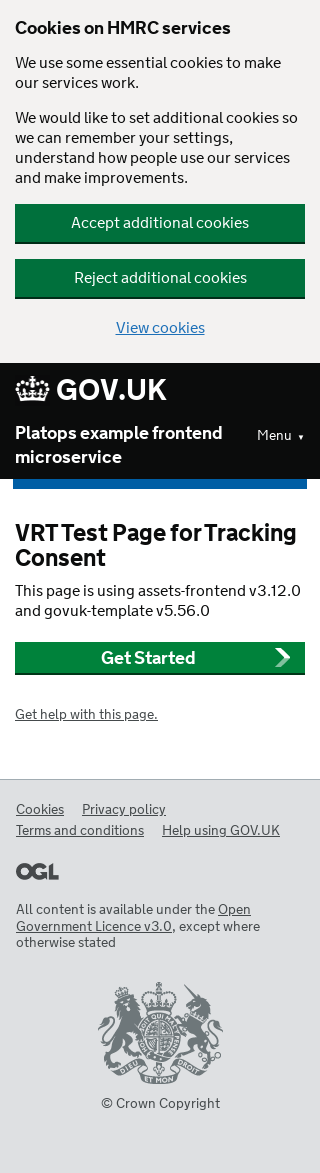 Cookies on HMRC services
We use some essential cookies to make
our services work.
We would like to set additional cookies so
we can remember your settings,
understand how people use our services
and make improvements.
Accept additional cookies
Reject additional cookies
View cookies
GOV.UK
Platops example frontend
microservice
Menu ▼
VRT Test Page for Tracking
Consent
This page is using assets-frontend v3.12.0
and govuk-template v5.56.0
Get Started
Get help with this page.
Cookies Privacy policy
Terms and conditions Help using GOV.UK
OGL
All content is available under the Open
Government Licence v3.0, except where
otherwise stated
DIEU ET MON DROIT
© Crown Copyright